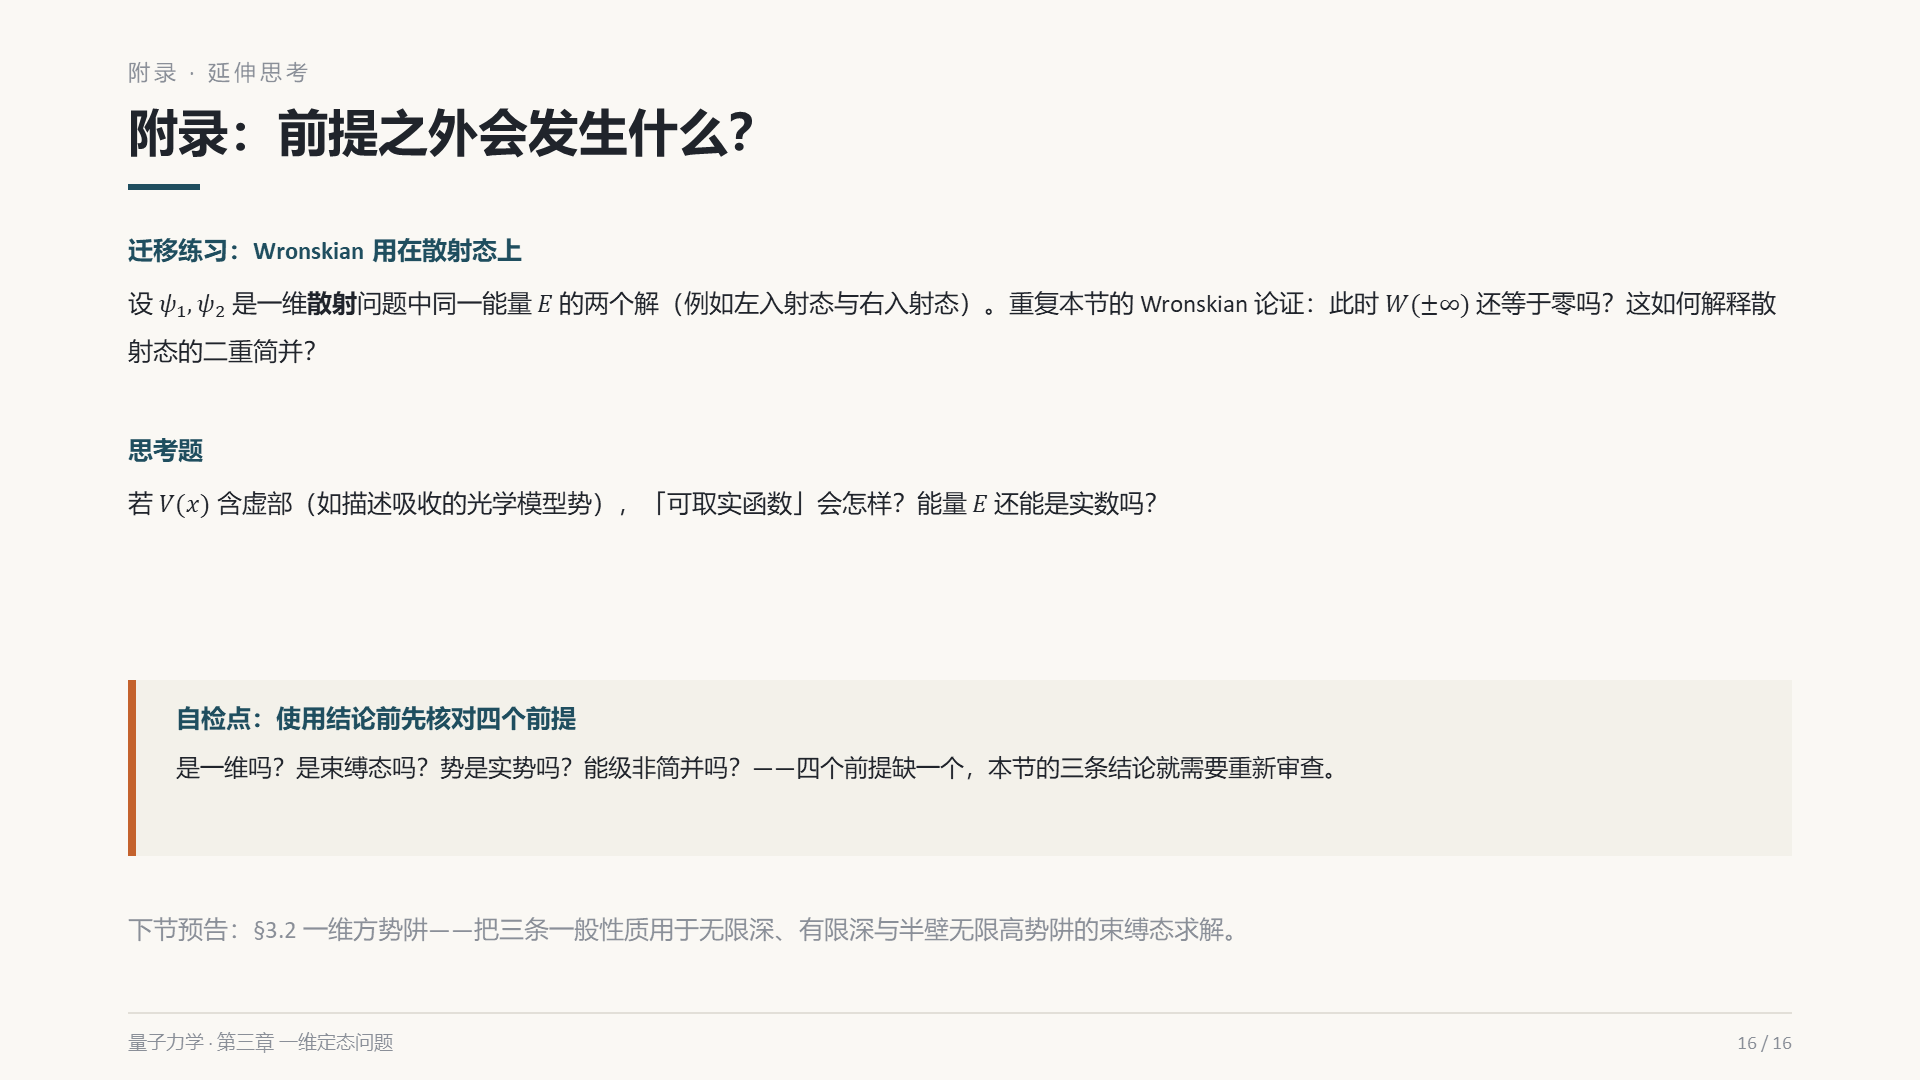 附录 · 延伸思考
附录：前提之外会发生什么？
迁移练习：Wronskian 用在散射态上
设 ψ₁, ψ₂ 是一维散射问题中同一能量 E 的两个解（例如左入射态与右入射态）。重复本节的 Wronskian 论证：此时 W(±∞) 还等于零吗？这如何解释散
射态的二重简并？
思考题
若 V(x) 含虚部（如描述吸收的光学模型势），「可取实函数」会怎样？能量 E 还能是实数吗？
自检点：使用结论前先核对四个前提
是一维吗？是束缚态吗？势是实势吗？能级非简并吗？——四个前提缺一个，本节的三条结论就需要重新审查。
下节预告：§3.2 一维方势阱——把三条一般性质用于无限深、有限深与半壁无限高势阱的束缚态求解。
量子力学 · 第三章 一维定态问题
16 / 16